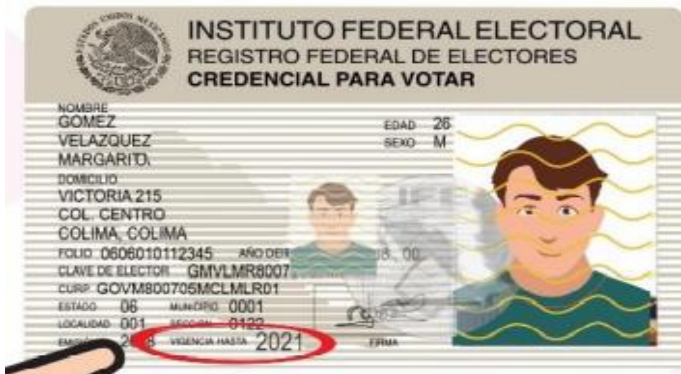 INSTITUTO FEDERAL ELECTORAL
REGISTRO FEDERAL DE ELECTORES
CREDENCIAL PARA VOTAR
NOMBRE
GOMEZ
VELAZQUEZ
MARGARITO
EDAD 26
SEXO M
DOMICILIO
VICTORIA 215
COL. CENTRO
COLIMA, COLIMA
FOLIO 0606010112345 AÑO DE
CLAVE DE ELECTOR GMVLMR8007
CURP GOVM800705MCLMLR01
ESTADO 06 MUNICIPIO 0001
LOCALIDAD 001 SECCION 0122
VIGENCIA HASTA 2021 FIRMA